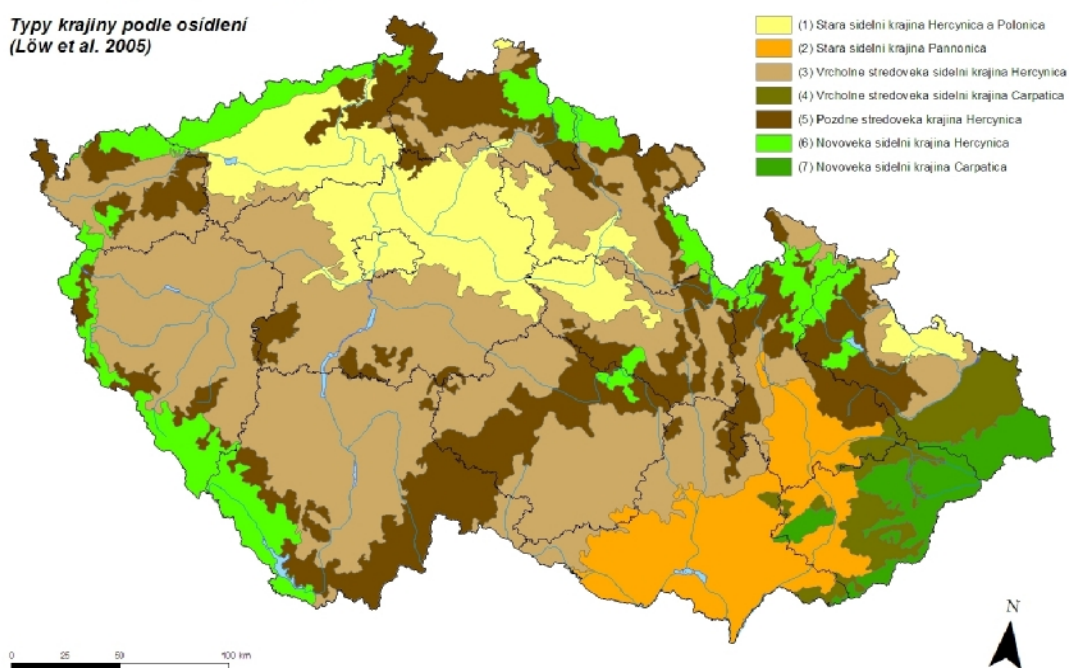 Typy krajiny podle osídlení
(Löw et al. 2005)
(1) Stara sidelni krajina Hercynica a Polonica
(2) Stara sidelni krajina Pannonica
(3) Vrcholne stredoveka sidelni krajina Hercynica
(4) Vrcholne stredoveka sidelni krajina Carpatica
(5) Pozdne stredoveka krajina Hercynica
(6) Novoveka sidelni krajina Hercynica
(7) Novoveka sidelni krajina Carpatica
N
0 25 50 100 km